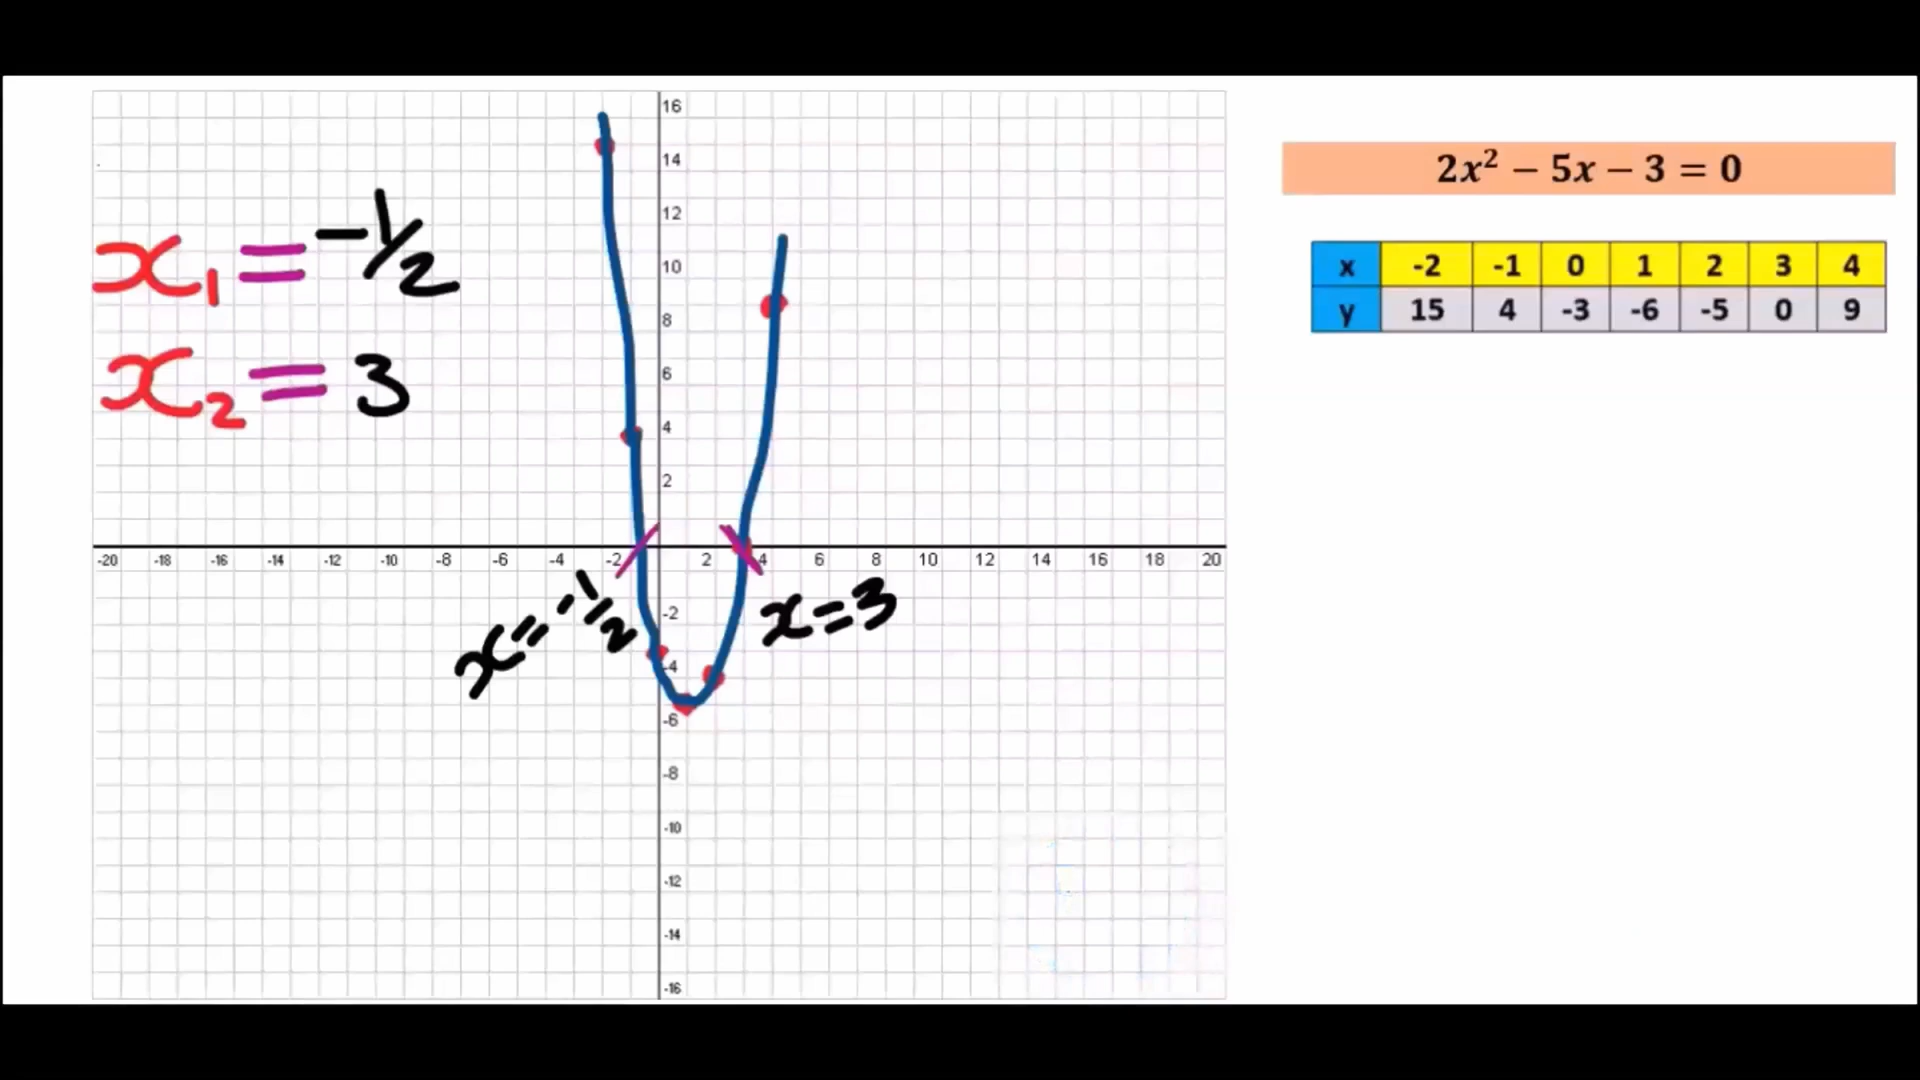 2x² − 5x − 3 = 0
x -2 -1 0 1 2 3 4
y 15 4 -3 -6 -5 0 9
x₁ = -1/2
x₂ = 3
16
14
12
10
8
6
4
2
-20 -18 -16 -14 -12 -10 -8 -6 -4 -2 2 4 6 8 10 12 14 16 18 20
x = -1/2
x = 3
-2
-4
-6
-8
-10
-12
-14
-16